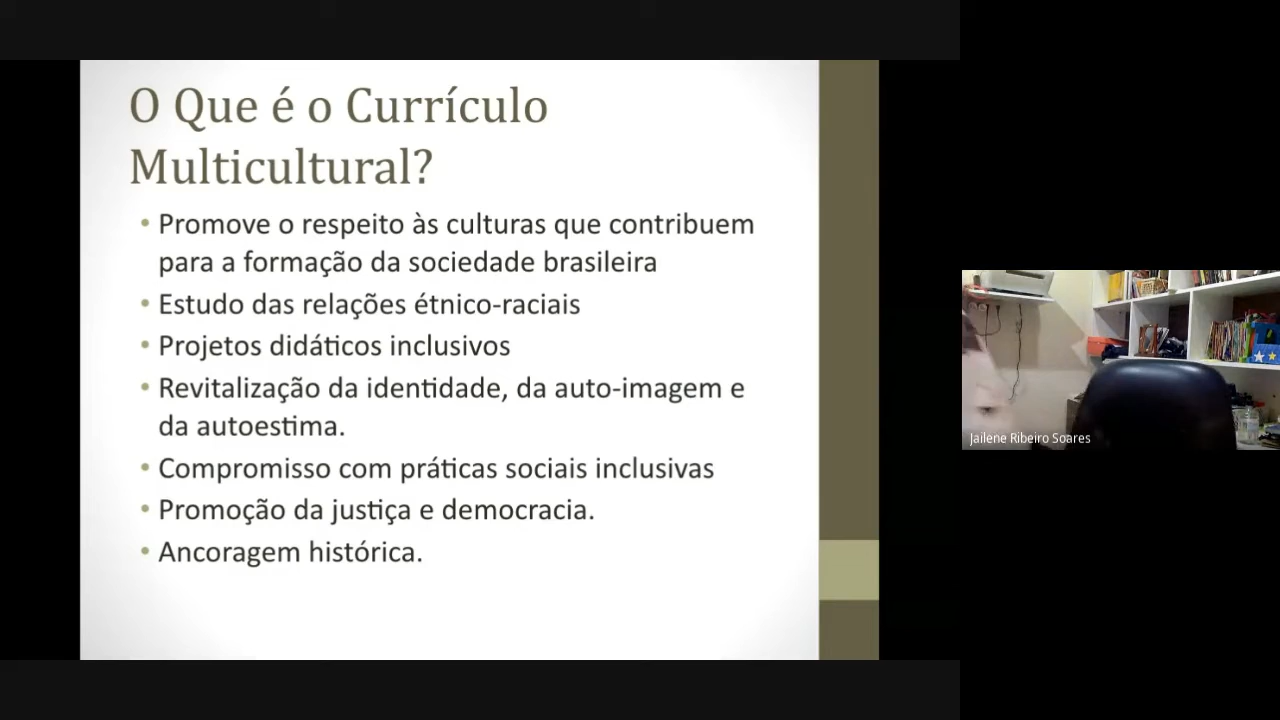 O Que é o Currículo
Multicultural?
• Promove o respeito às culturas que contribuem
para a formação da sociedade brasileira
• Estudo das relações étnico-raciais
• Projetos didáticos inclusivos
• Revitalização da identidade, da auto-imagem e
da autoestima.
• Compromisso com práticas sociais inclusivas
• Promoção da justiça e democracia.
• Ancoragem histórica.
Jailene Ribeiro Soares